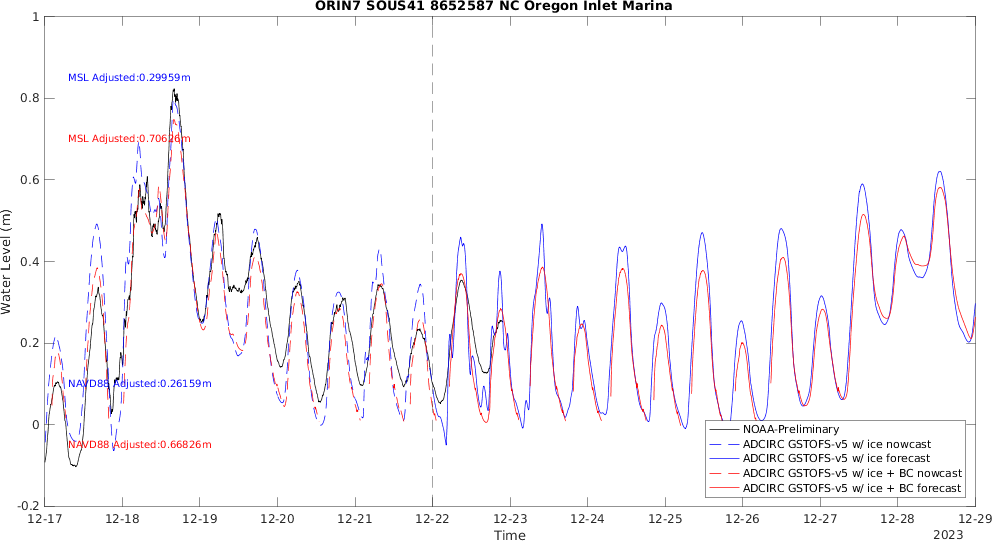 ORIN7 SOUS41 8652587 NC Oregon Inlet Marina
1
0.8
0.6
0.4
0.2
0
-0.2
Water Level (m)
MSL Adjusted:0.29959m
MSL Adjusted:0.70626m
NAVD88 Adjusted:0.26159m
NAVD88 Adjusted:0.66826m
NOAA-Preliminary
ADCIRC GSTOFS-v5 w/ ice nowcast
ADCIRC GSTOFS-v5 w/ ice forecast
ADCIRC GSTOFS-v5 w/ ice + BC nowcast
ADCIRC GSTOFS-v5 w/ ice + BC forecast
12-17 12-18 12-19 12-20 12-21 12-22 12-23 12-24 12-25 12-26 12-27 12-28 12-29
Time
2023